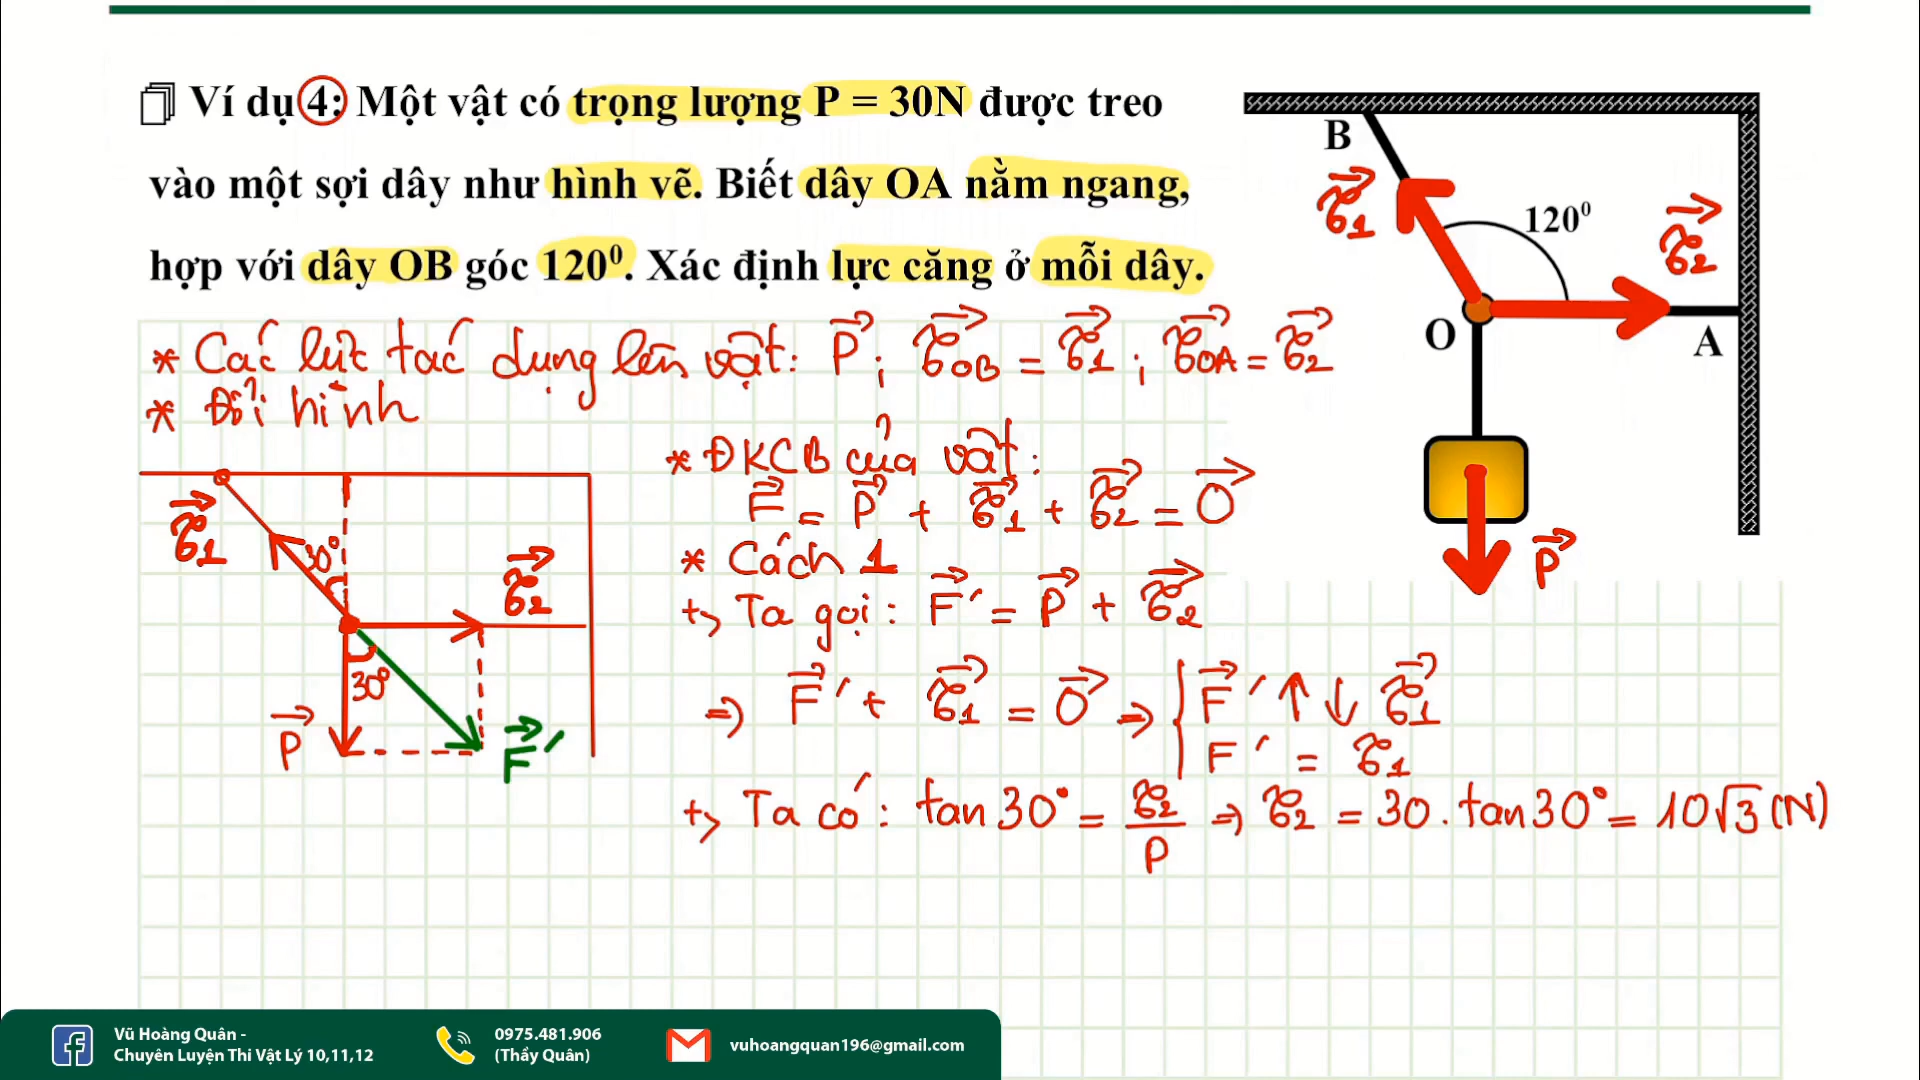 Ví dụ 4: Một vật có trọng lượng P = 30N được treo
vào một sợi dây như hình vẽ. Biết dây OA nằm ngang,
hợp với dây OB góc 120⁰. Xác định lực căng ở mỗi dây.
B
𝒯⃗1
120⁰
𝒯⃗2
O
A
P⃗
* Các lực tác dụng lên vật: P⃗ ; 𝒯⃗OB = 𝒯⃗1 ; 𝒯⃗OA = 𝒯⃗2
* Đổi hình
𝒯⃗1
30°
𝒯⃗2
30°
P⃗
F⃗'
* ĐKCB của vật:
F⃗ = P⃗ + 𝒯⃗1 + 𝒯⃗2 = O⃗
* Cách 1
+> Ta gọi: F⃗' = P⃗ + 𝒯⃗2
=> F⃗' + 𝒯⃗1 = O⃗ => { F⃗' ↑↓ 𝒯⃗1
F' = 𝒯1
+> Ta có: tan30° = 𝒯2/P => 𝒯2 = 30.tan30° = 10√3 (N)
Vũ Hoàng Quân -
Chuyên Luyện Thi Vật Lý 10,11,12
0975.481.906
(Thầy Quân)
vuhoangquan196@gmail.com